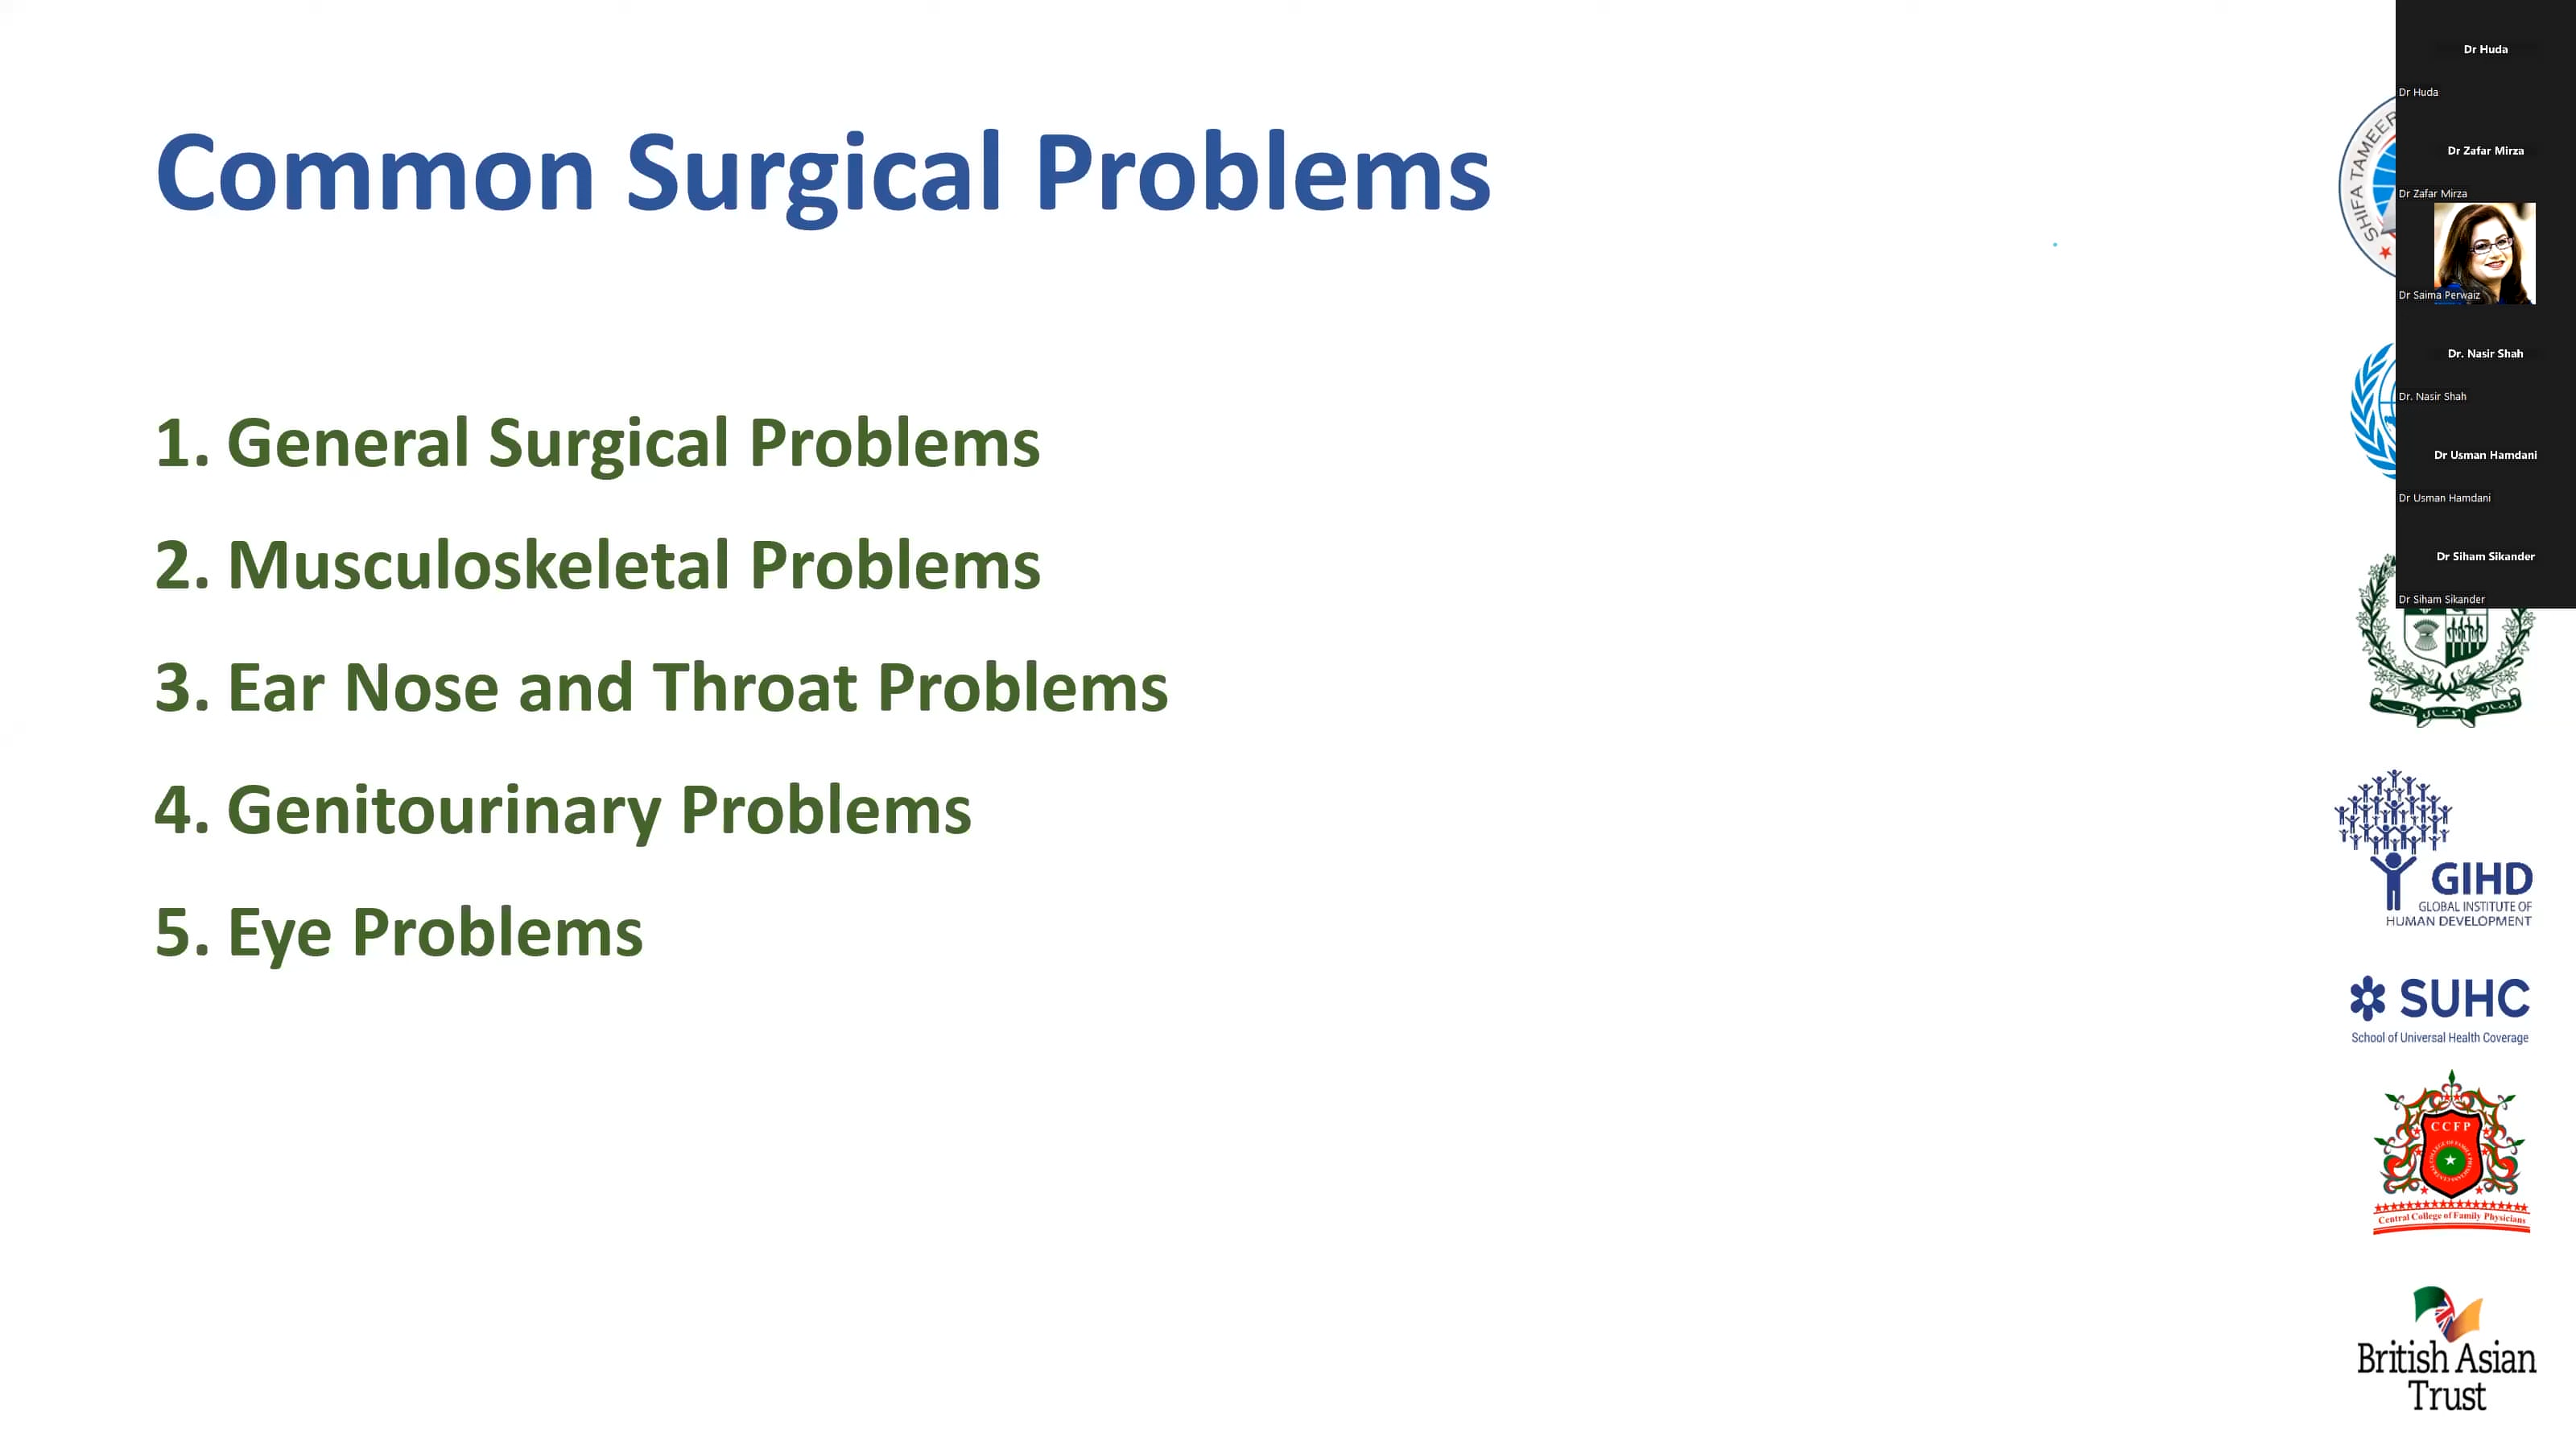 Common Surgical Problems
1. General Surgical Problems
2. Musculoskeletal Problems
3. Ear Nose and Throat Problems
4. Genitourinary Problems
5. Eye Problems
Dr Huda
Dr Huda
Dr Zafar Mirza
Dr Zafar Mirza
Dr Saima Perwaiz
Dr. Nasir Shah
Dr. Nasir Shah
Dr Usman Hamdani
Dr Usman Hamdani
Dr Siham Sikander
Dr Siham Sikander
SHIFA TAMEER
GIHD
GLOBAL INSTITUTE OF
HUMAN DEVELOPMENT
SUHC
School of Universal Health Coverage
CCFP
Central College of Family Physicians
British Asian
Trust